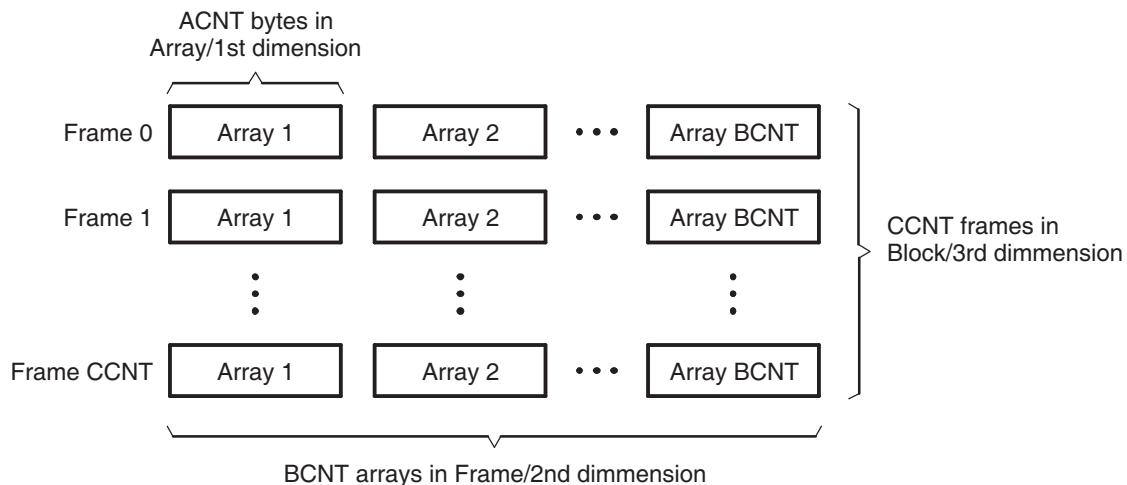 ACNT bytes in
Array/1st dimension
Frame 0 Array 1 Array 2 Array BCNT
Frame 1 Array 1 Array 2 Array BCNT
CCNT frames in
Block/3rd dimmension
Frame CCNT Array 1 Array 2 Array BCNT
BCNT arrays in Frame/2nd dimmension